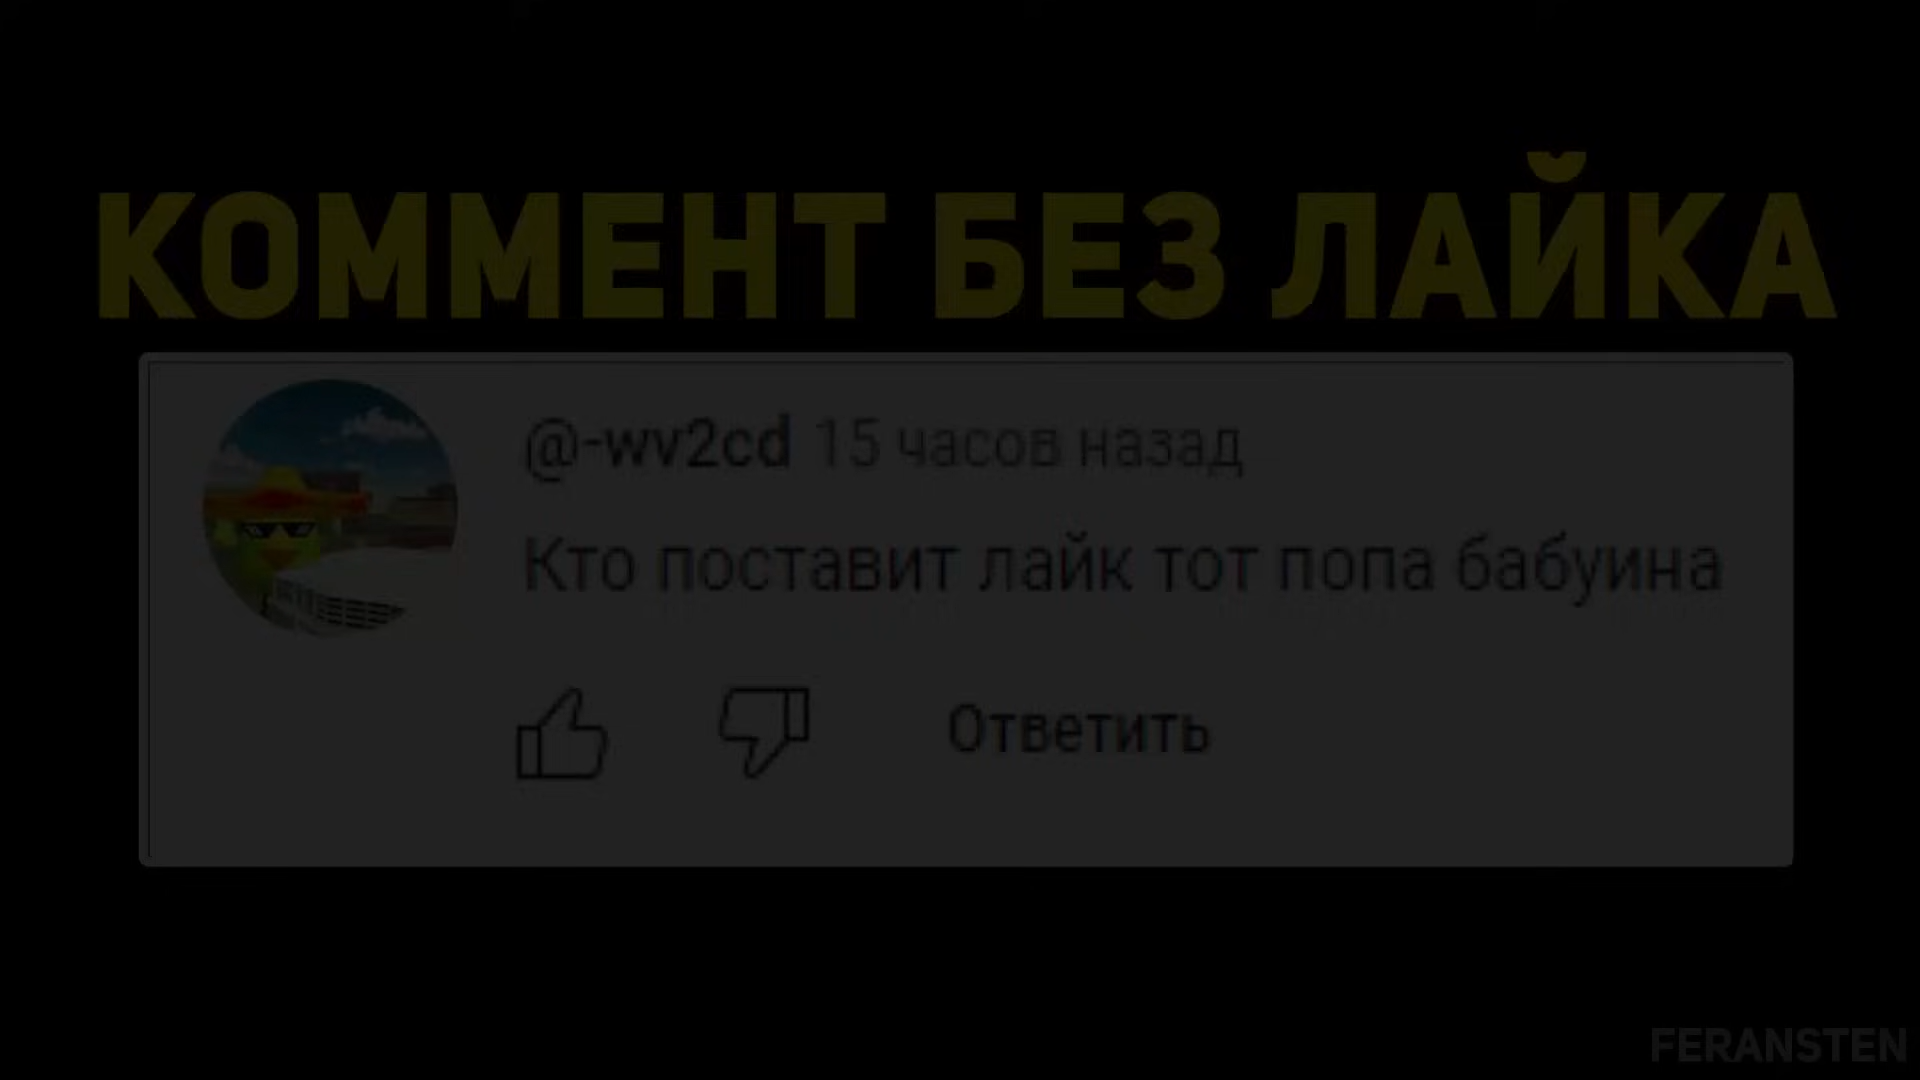 КОММЕНТ БЕЗ ЛАЙКА
@-wv2cd 15 часов назад
Кто поставит лайк тот попа бабуина
Ответить
FERANSTEN